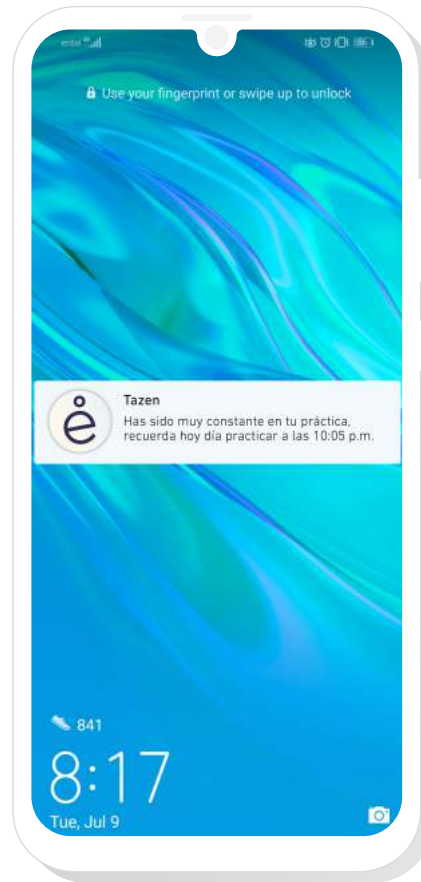 entel
Use your fingerprint or swipe up to unlock
Tazen
Has sido muy constante en tu práctica,
recuerda hoy día practicar a las 10:05 p.m.
841
8:17
Tue, Jul 9